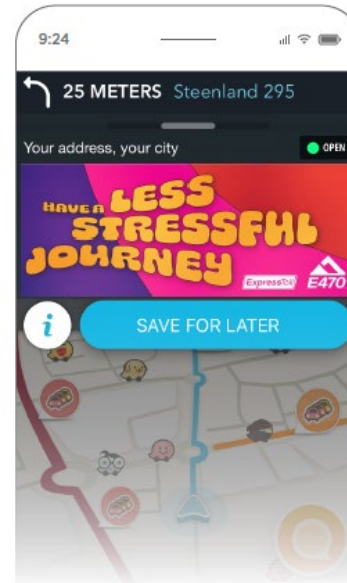 9:24
25 METERS Steenland 295
Your address, your city
OPEN
HAVE A LESS
STRESSFUL
JOURNEY
ExpressToll E470
i SAVE FOR LATER